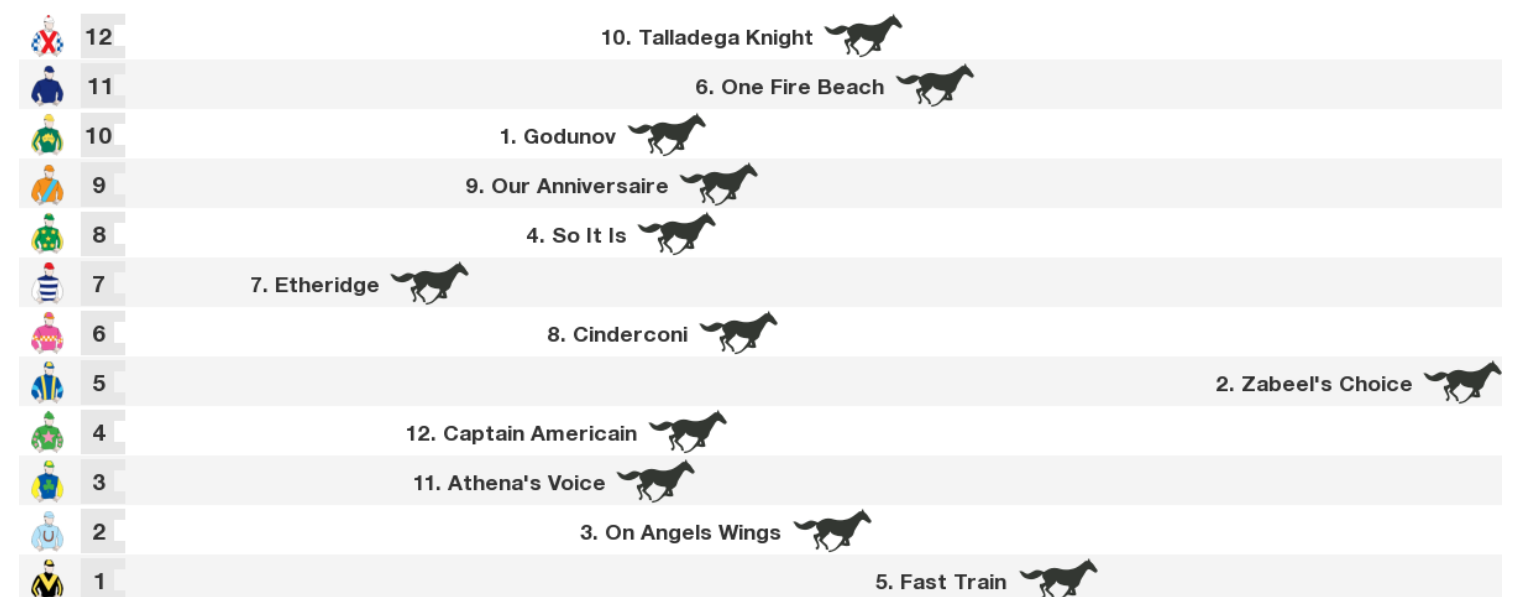 12 10. Talladega Knight
11 6. One Fire Beach
10 1. Godunov
9 9. Our Anniversaire
8 4. So It Is
7 7. Etheridge
6 8. Cinderconi
5 2. Zabeel's Choice
4 12. Captain Americain
3 11. Athena's Voice
2 3. On Angels Wings
1 5. Fast Train